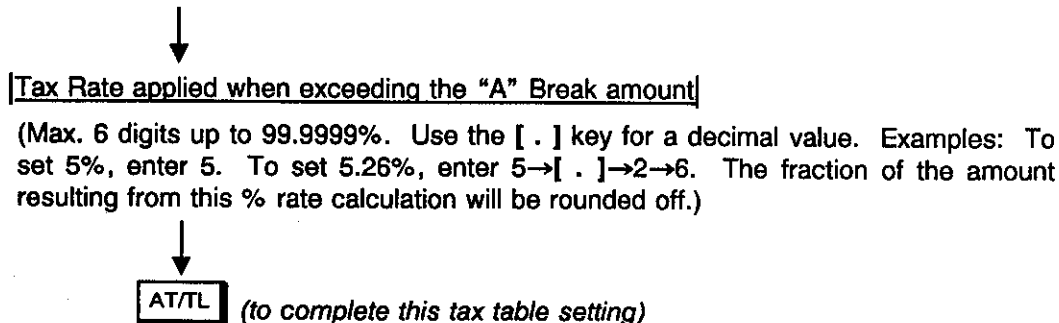 Tax Rate applied when exceeding the "A" Break amount
(Max. 6 digits up to 99.9999%. Use the [ . ] key for a decimal value. Examples: To
set 5%, enter 5. To set 5.26%, enter 5→[ . ]→2→6. The fraction of the amount
resulting from this % rate calculation will be rounded off.)
AT/TL (to complete this tax table setting)